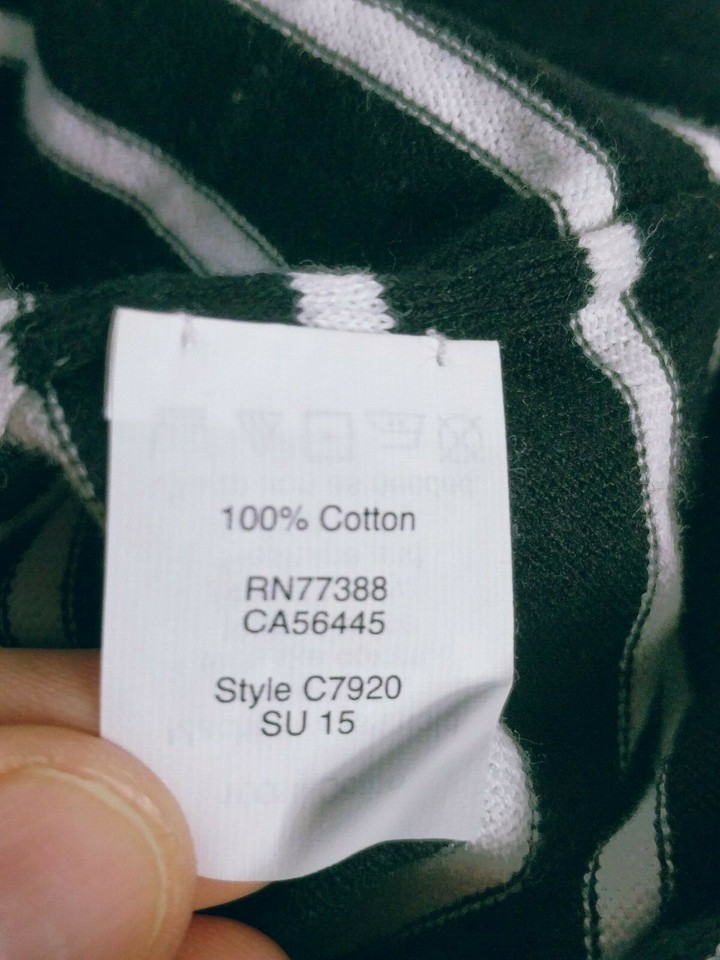 100% Cotton
RN77388
CA56445
Style C7920
SU 15